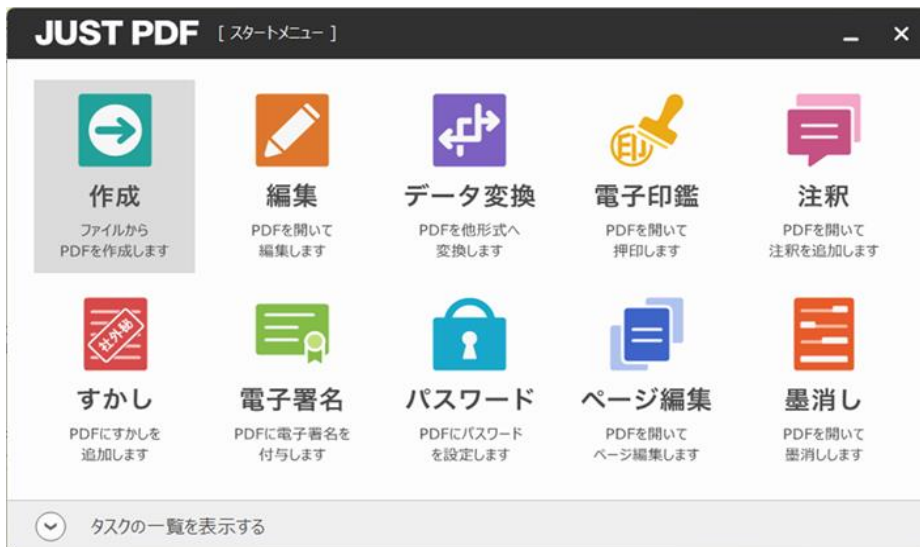 JUST PDF [ スタートメニュー ]
作成
ファイルから
PDFを作成します
編集
PDFを開いて
編集します
データ変換
PDFを他形式へ
変換します
印
電子印鑑
PDFを開いて
押印します
注釈
PDFを開いて
注釈を追加します
社外秘
すかし
PDFにすかしを
追加します
電子署名
PDFに電子署名を
付与します
パスワード
PDFにパスワード
を設定します
ページ編集
PDFを開いて
ページ編集します
墨消し
PDFを開いて
墨消しします
タスクの一覧を表示する